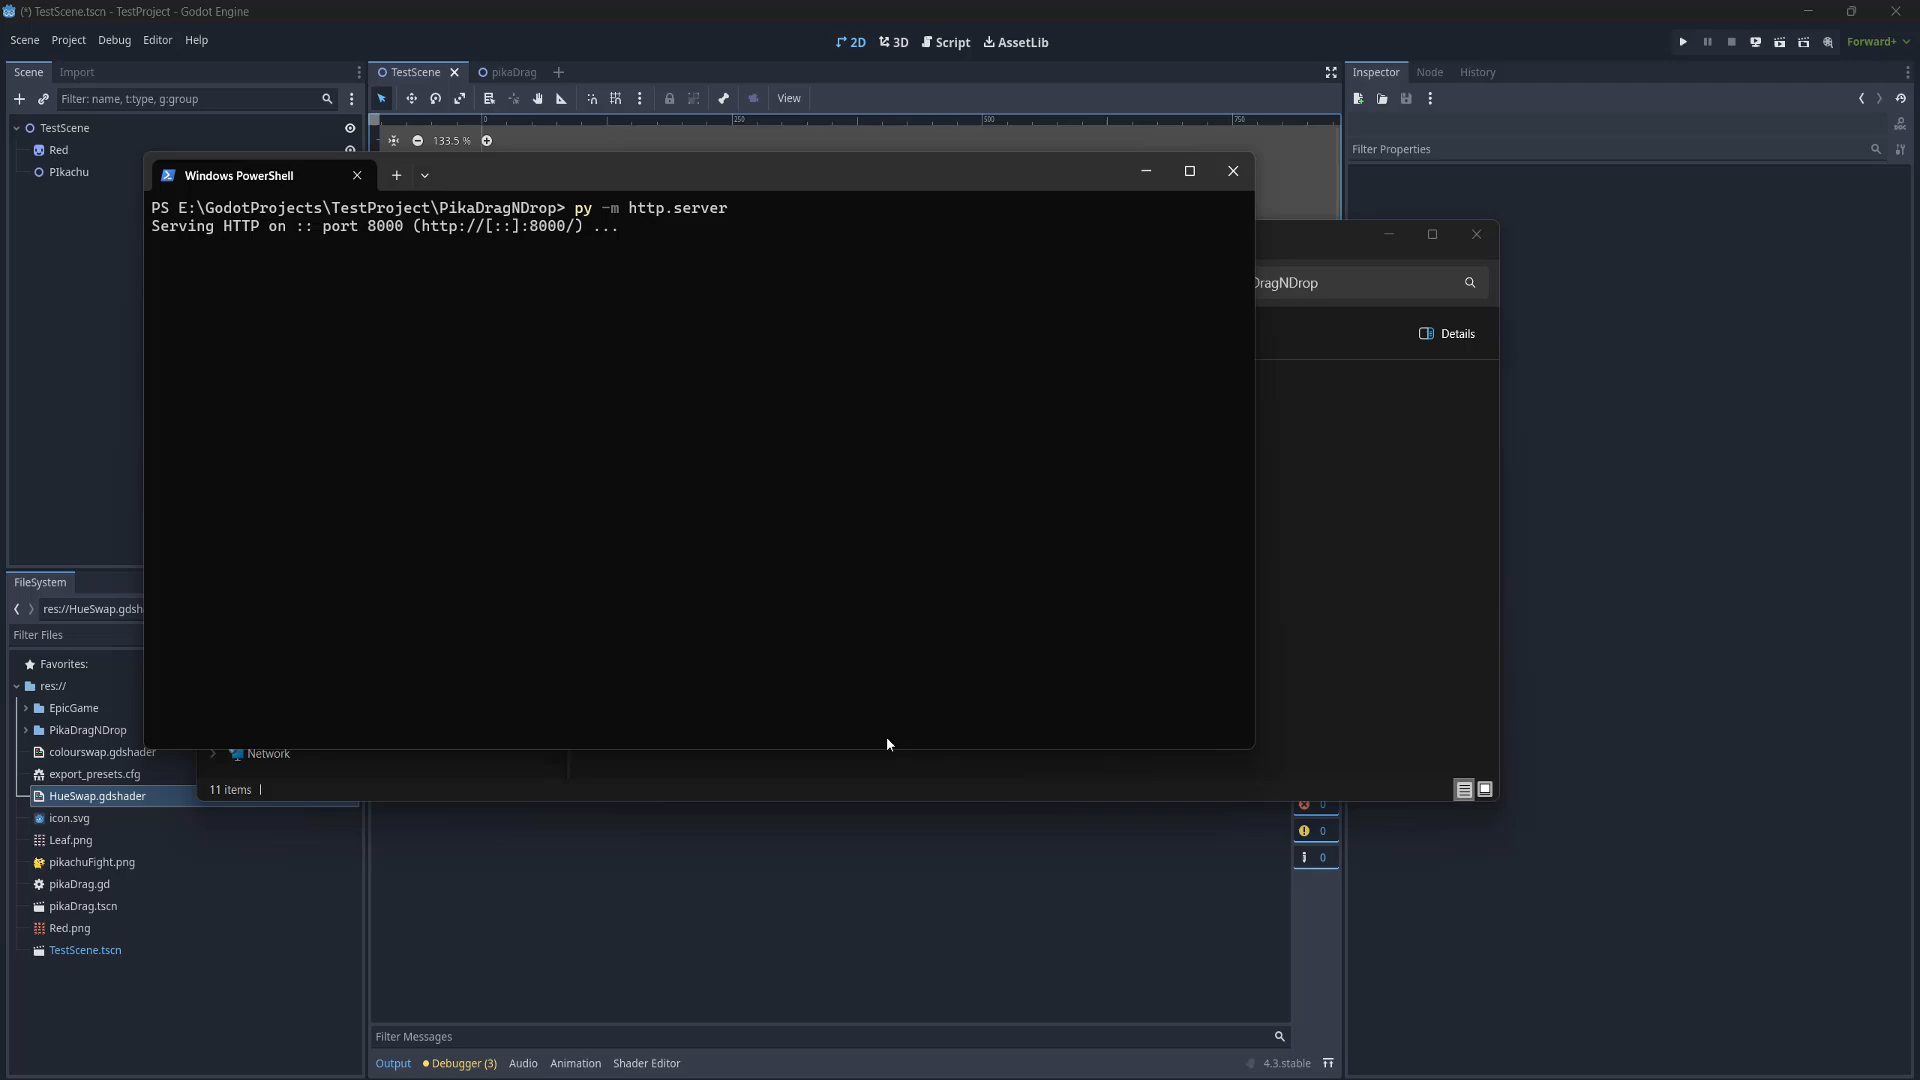 (*) TestScene.tscn - TestProject - Godot Engine
Scene Project Debug Editor Help
2D 3D Script AssetLib
Forward+
Scene Import
TestScene pikaDrag
Inspector Node History
Filter: name, t:type, g:group
View
TestScene
0 250 500 750
133.5 %
Red
Filter Properties
PIkachu
Windows PowerShell
PS E:\GodotProjects\TestProject\PikaDragNDrop> py -m http.server
Serving HTTP on :: port 8000 (http://[::]:8000/) ...
DragNDrop
Details
FileSystem
res://HueSwap.gdsh
Filter Files
Favorites:
res://
EpicGame
PikaDragNDrop
colourswap.gdshader
Network
export_presets.cfg
11 items
HueSwap.gdshader
0
icon.svg
0
Leaf.png
0
pikachuFight.png
pikaDrag.gd
pikaDrag.tscn
Red.png
TestScene.tscn
Filter Messages
Output Debugger (3) Audio Animation Shader Editor
4.3.stable